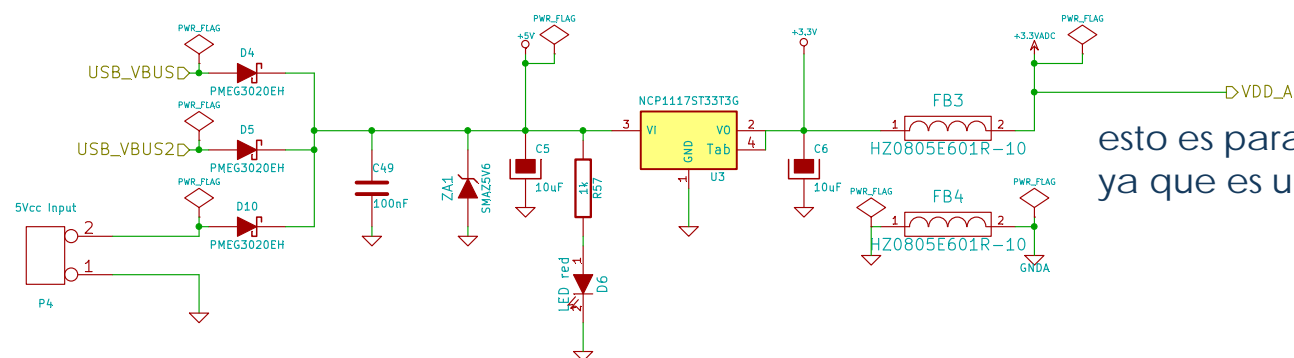 PWR_FLAG
D4
USB_VBUS
PMEG3020EH
PWR_FLAG
D5
USB_VBUS2
PMEG3020EH
PWR_FLAG
D10
PMEG3020EH
5Vcc Input
2
1
P4
C49
100nF
ZA1
SMAZ5V6
+5V
PWR_FLAG
C5
10uF
1k
R57
LED red
1
2
D6
NCP1117ST33T3G
3
VI
VO
2
Tab
4
GND
1
U3
+3.3V
C6
10uF
FB3
1
2
HZ0805E601R-10
+3.3VADC
PWR_FLAG
VDD_A
PWR_FLAG
FB4
1
2
HZ0805E601R-10
PWR_FLAG
GNDA
esto es para
ya que es u